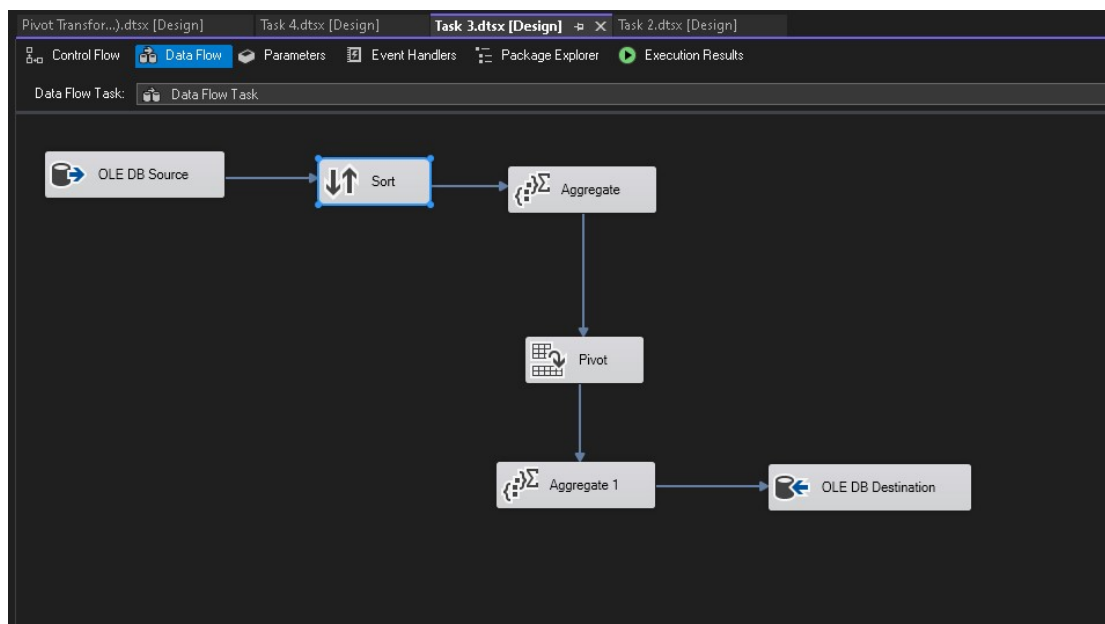 Pivot Transfor...).dtsx [Design] Task 4.dtsx [Design] Task 3.dtsx [Design] Task 2.dtsx [Design]
Control Flow Data Flow Parameters Event Handlers Package Explorer Execution Results
Data Flow Task: Data Flow Task
OLE DB Source
Sort
Aggregate
Pivot
Aggregate 1
OLE DB Destination